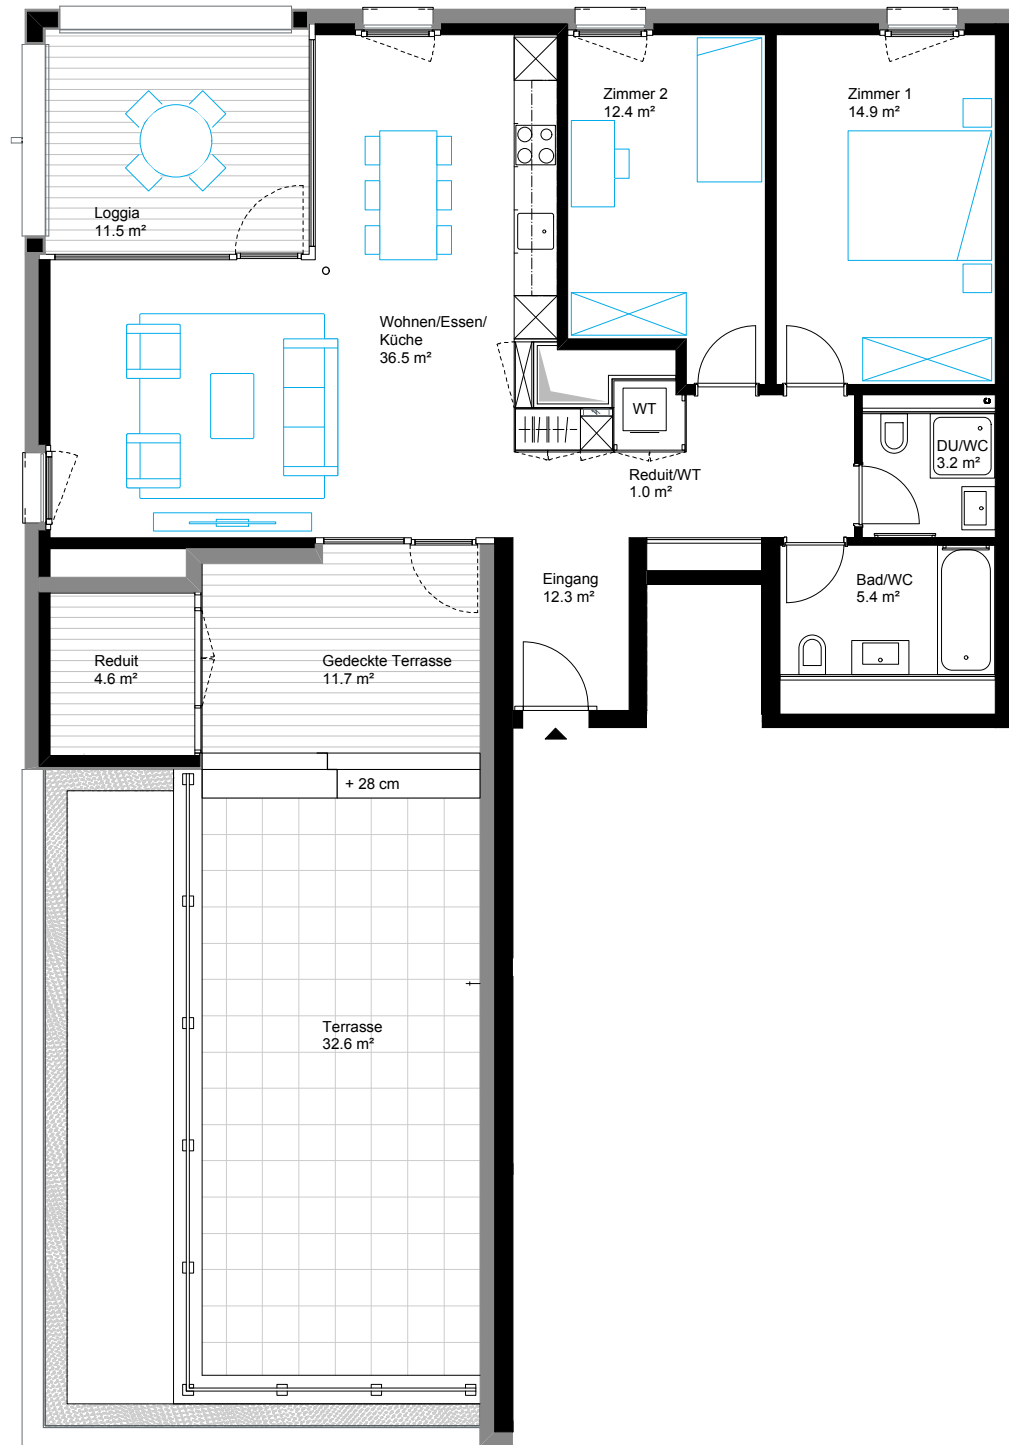 Zimmer 2
12.4 m²
Zimmer 1
14.9 m²
Loggia
11.5 m²
Wohnen/Essen/
Küche
36.5 m²
WT
DU/WC
3.2 m²
Reduit/WT
1.0 m²
Eingang
12.3 m²
Bad/WC
5.4 m²
Reduit
4.6 m²
Gedeckte Terrasse
11.7 m²
+ 28 cm
Terrasse
32.6 m²